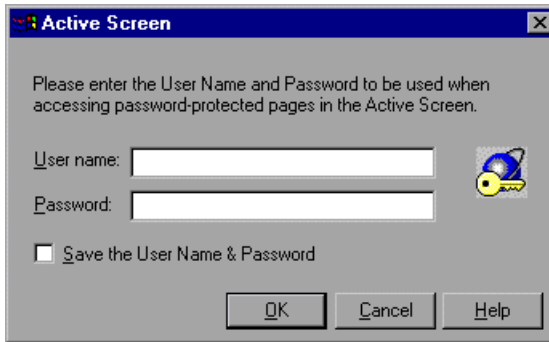 Active Screen
Please enter the User Name and Password to be used when
accessing password-protected pages in the Active Screen.
User name:
Password:
Save the User Name & Password
OK Cancel Help